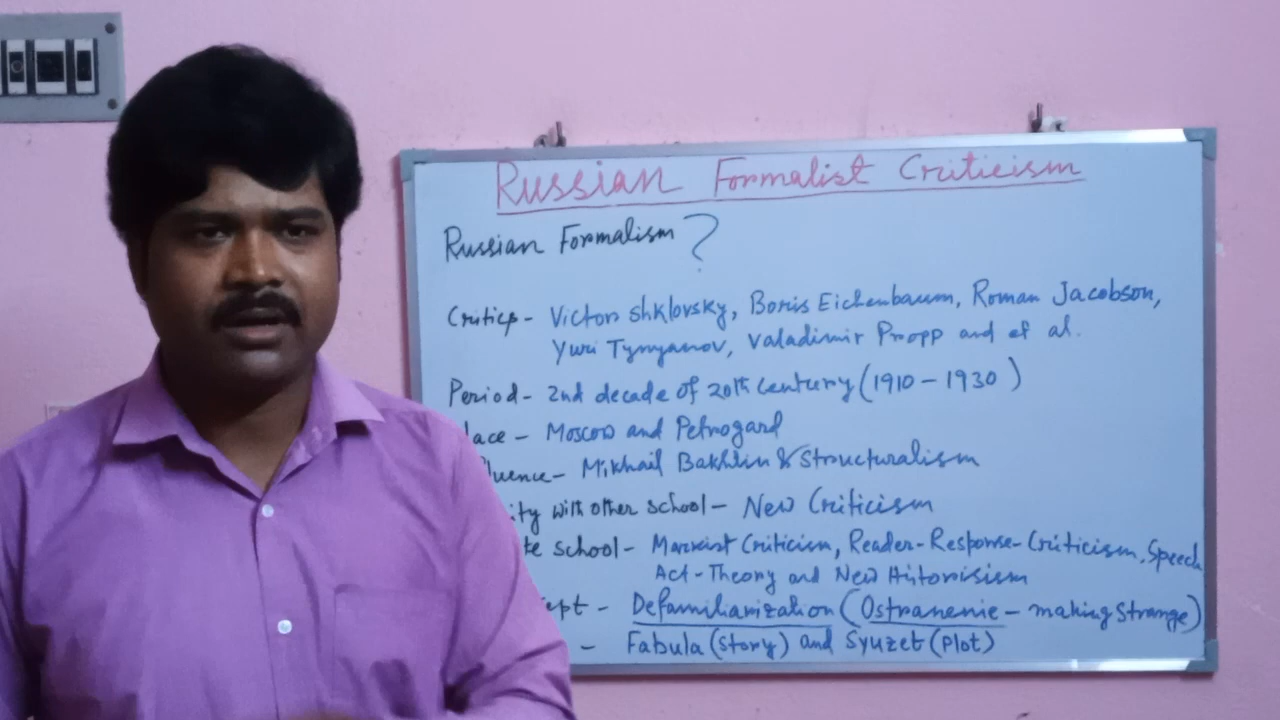 Russian Formalist Criticism
Russian Formalism ?
Critics - Victor Shklovsky, Boris Eichenbaum, Roman Jacobson,
Yuri Tynyanov, Valadimir Propp and et al.
Period - 2nd decade of 20th Century (1910 - 1930)
lace - Moscow and Petrogard
luence - Mikhail Bakhtin & Structuralism
ity with other school - New Criticism
te school - Marxist Criticism, Reader-Response-Criticism, Speech
Act-Theory and New Historisism
ept - Defamiliarization (Ostranenie - making Strange)
- Fabula (story) and Syuzet (plot)